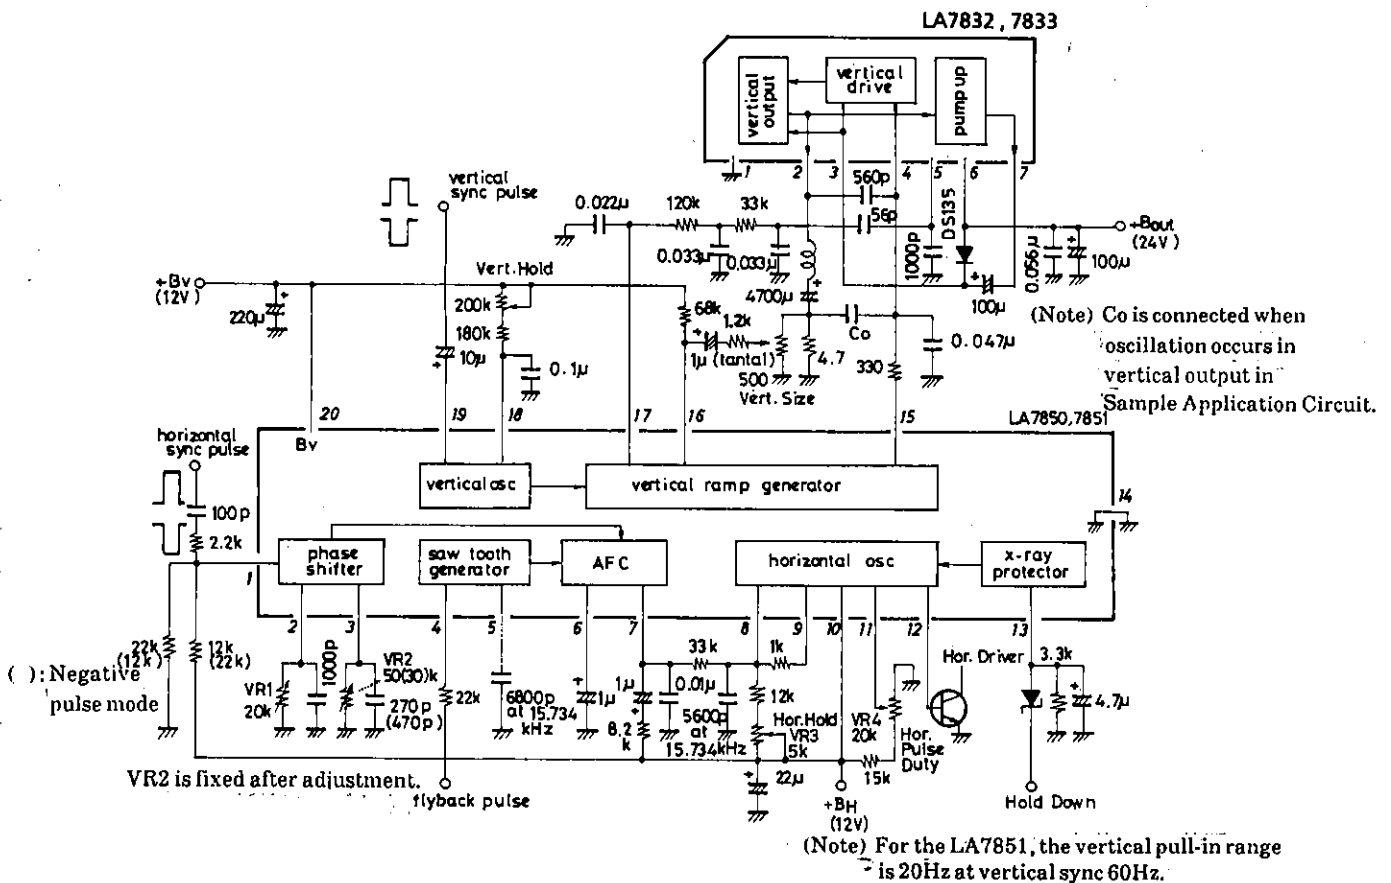 LA7832 , 7833
vertical
output
vertical
drive
pump up
1
2
3
4
5
6
7
vertical
sync pulse
0.022μ
120k
33k
560p
56p
DS135
+Bout
(24V)
0.033μ
0.033μ
1000p
0.056μ
100μ
+Bv
(12V)
Vert.Hold
220μ
200k
180k
10μ
0.1μ
68k
1.2k
1μ (tantal)
4700μ
Co
100μ
500
Vert. Size
4.7
330
0.047μ
(Note) Co is connected when
oscillation occurs in
vertical output in
Sample Application Circuit.
20
19
18
17
16
15
LA7850,7851
Bv
horizontal
sync pulse
100p
2.2k
vertical osc
vertical ramp generator
14
phase
shifter
saw tooth
generator
AFC
horizontal osc
x-ray
protector
1
2
3
4
5
6
7
8
9
10
11
12
13
22k
(12k)
12k
(22k)
( ): Negative
pulse mode
VR1
20k
1000p
VR2
50(30)k
270p
(470p)
22k
6800p
at 15.734
kHz
1μ
1μ
8.2
k
0.01μ
33k
5600p
at
15.734kHz
1k
12k
Hor.Hold
VR3
5k
22μ
VR4
20k
Hor.
Pulse
Duty
15k
Hor. Driver
3.3k
4.7μ
VR2 is fixed after adjustment.
flyback pulse
+BH
(12V)
Hold Down
(Note) For the LA7851, the vertical pull-in range
is 20Hz at vertical sync 60Hz.